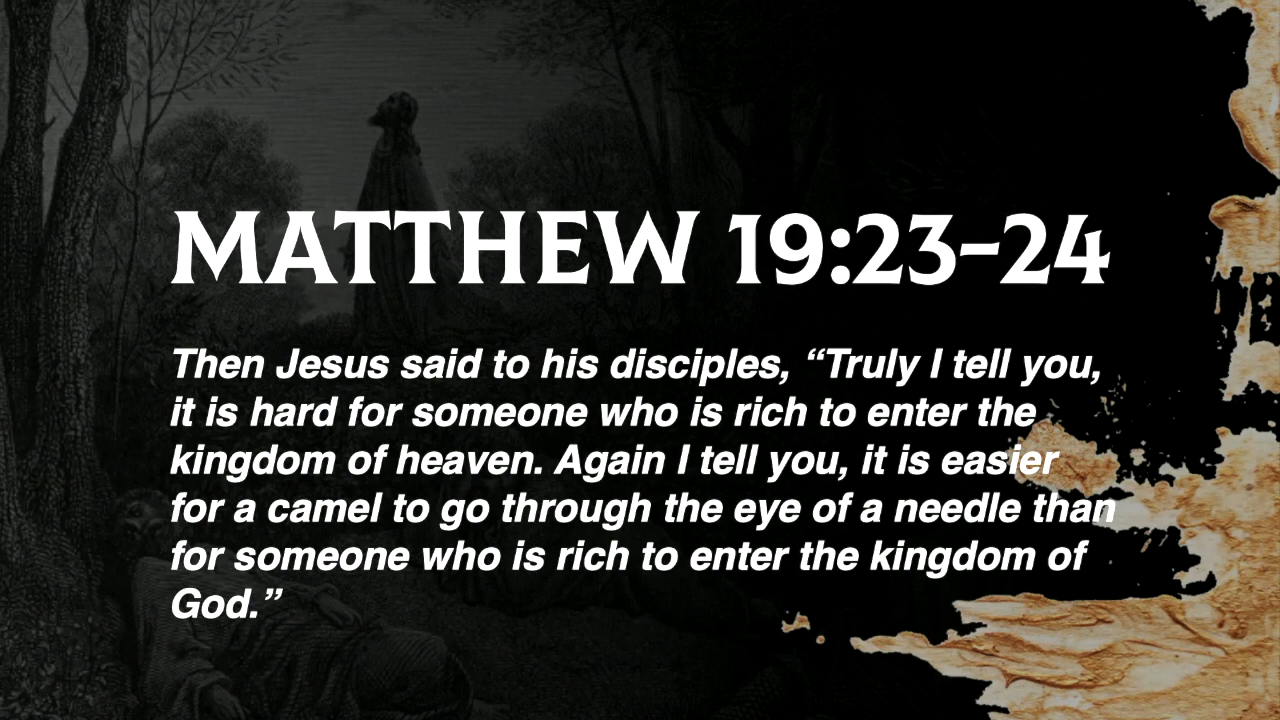 MATTHEW 19:23–24
Then Jesus said to his disciples, “Truly I tell you,
it is hard for someone who is rich to enter the
kingdom of heaven. Again I tell you, it is easier
for a camel to go through the eye of a needle than
for someone who is rich to enter the kingdom of
God.”